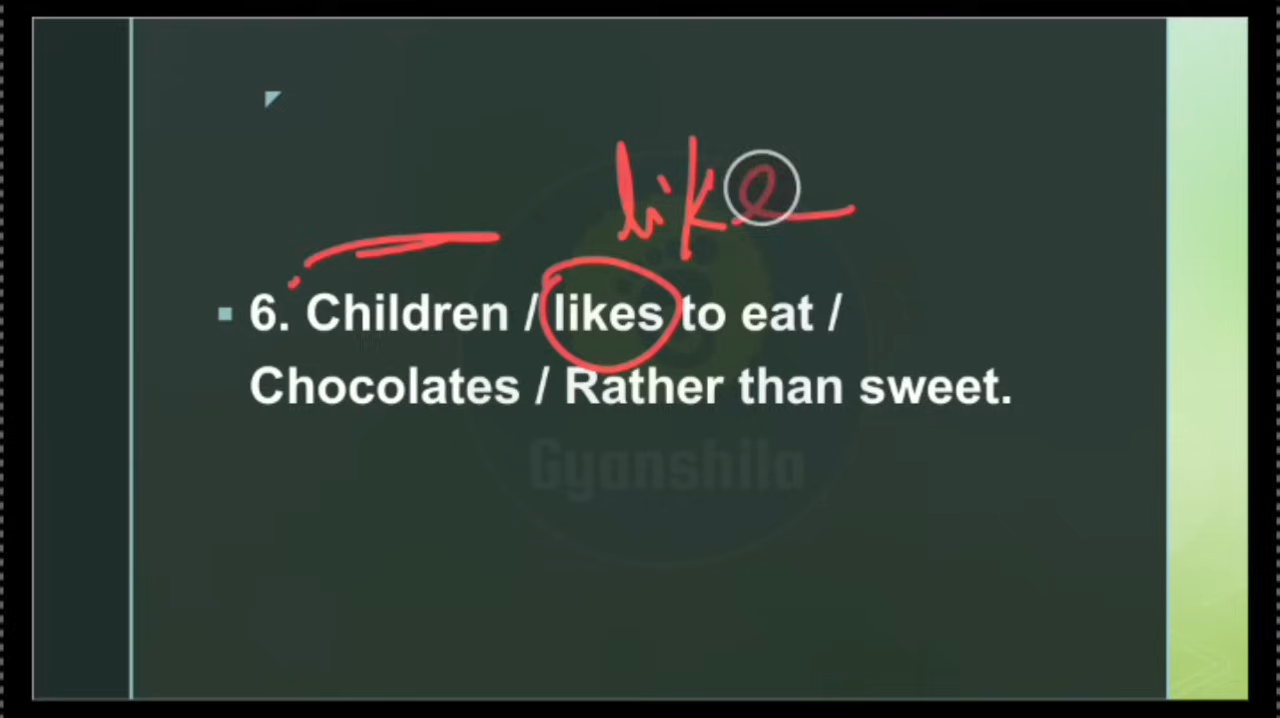 like
6. Children / likes to eat /
Chocolates / Rather than sweet.
Gyanshila